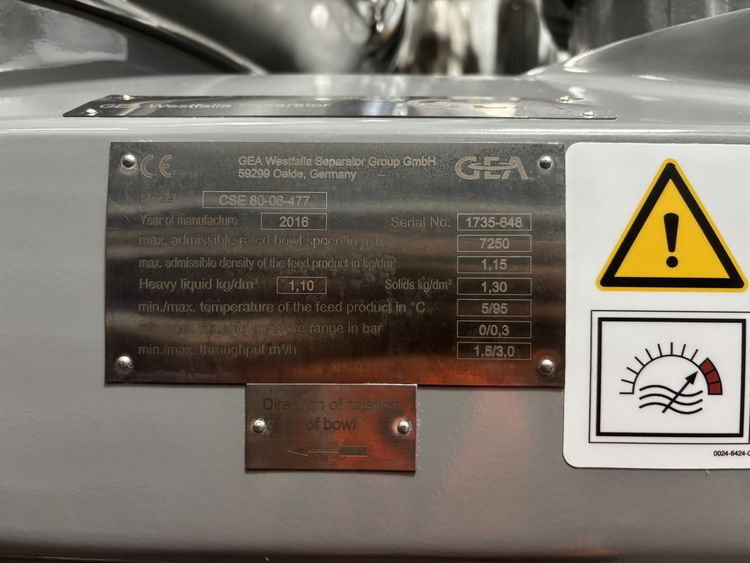 GEA Westfalia Separator GEA
CE GEA Westfalia Separator Group GmbH GEA
59299 Oelde, Germany
Model CSE 80-06-477
Year of manufacture 2016 Serial No. 1735-648
max. admissible rated bowl speed in min⁻¹ 7250
max. admissible density of the feed product in kg/dm³ 1,15
Heavy liquid kg/dm³ 1,10 Solids kg/dm³ 1,30
min./max. temperature of the feed product in °C 5/95
pressure range in bar 0/0,3
min./max. throughput m³/h 1.5/3,0
Direction of rotation
of bowl